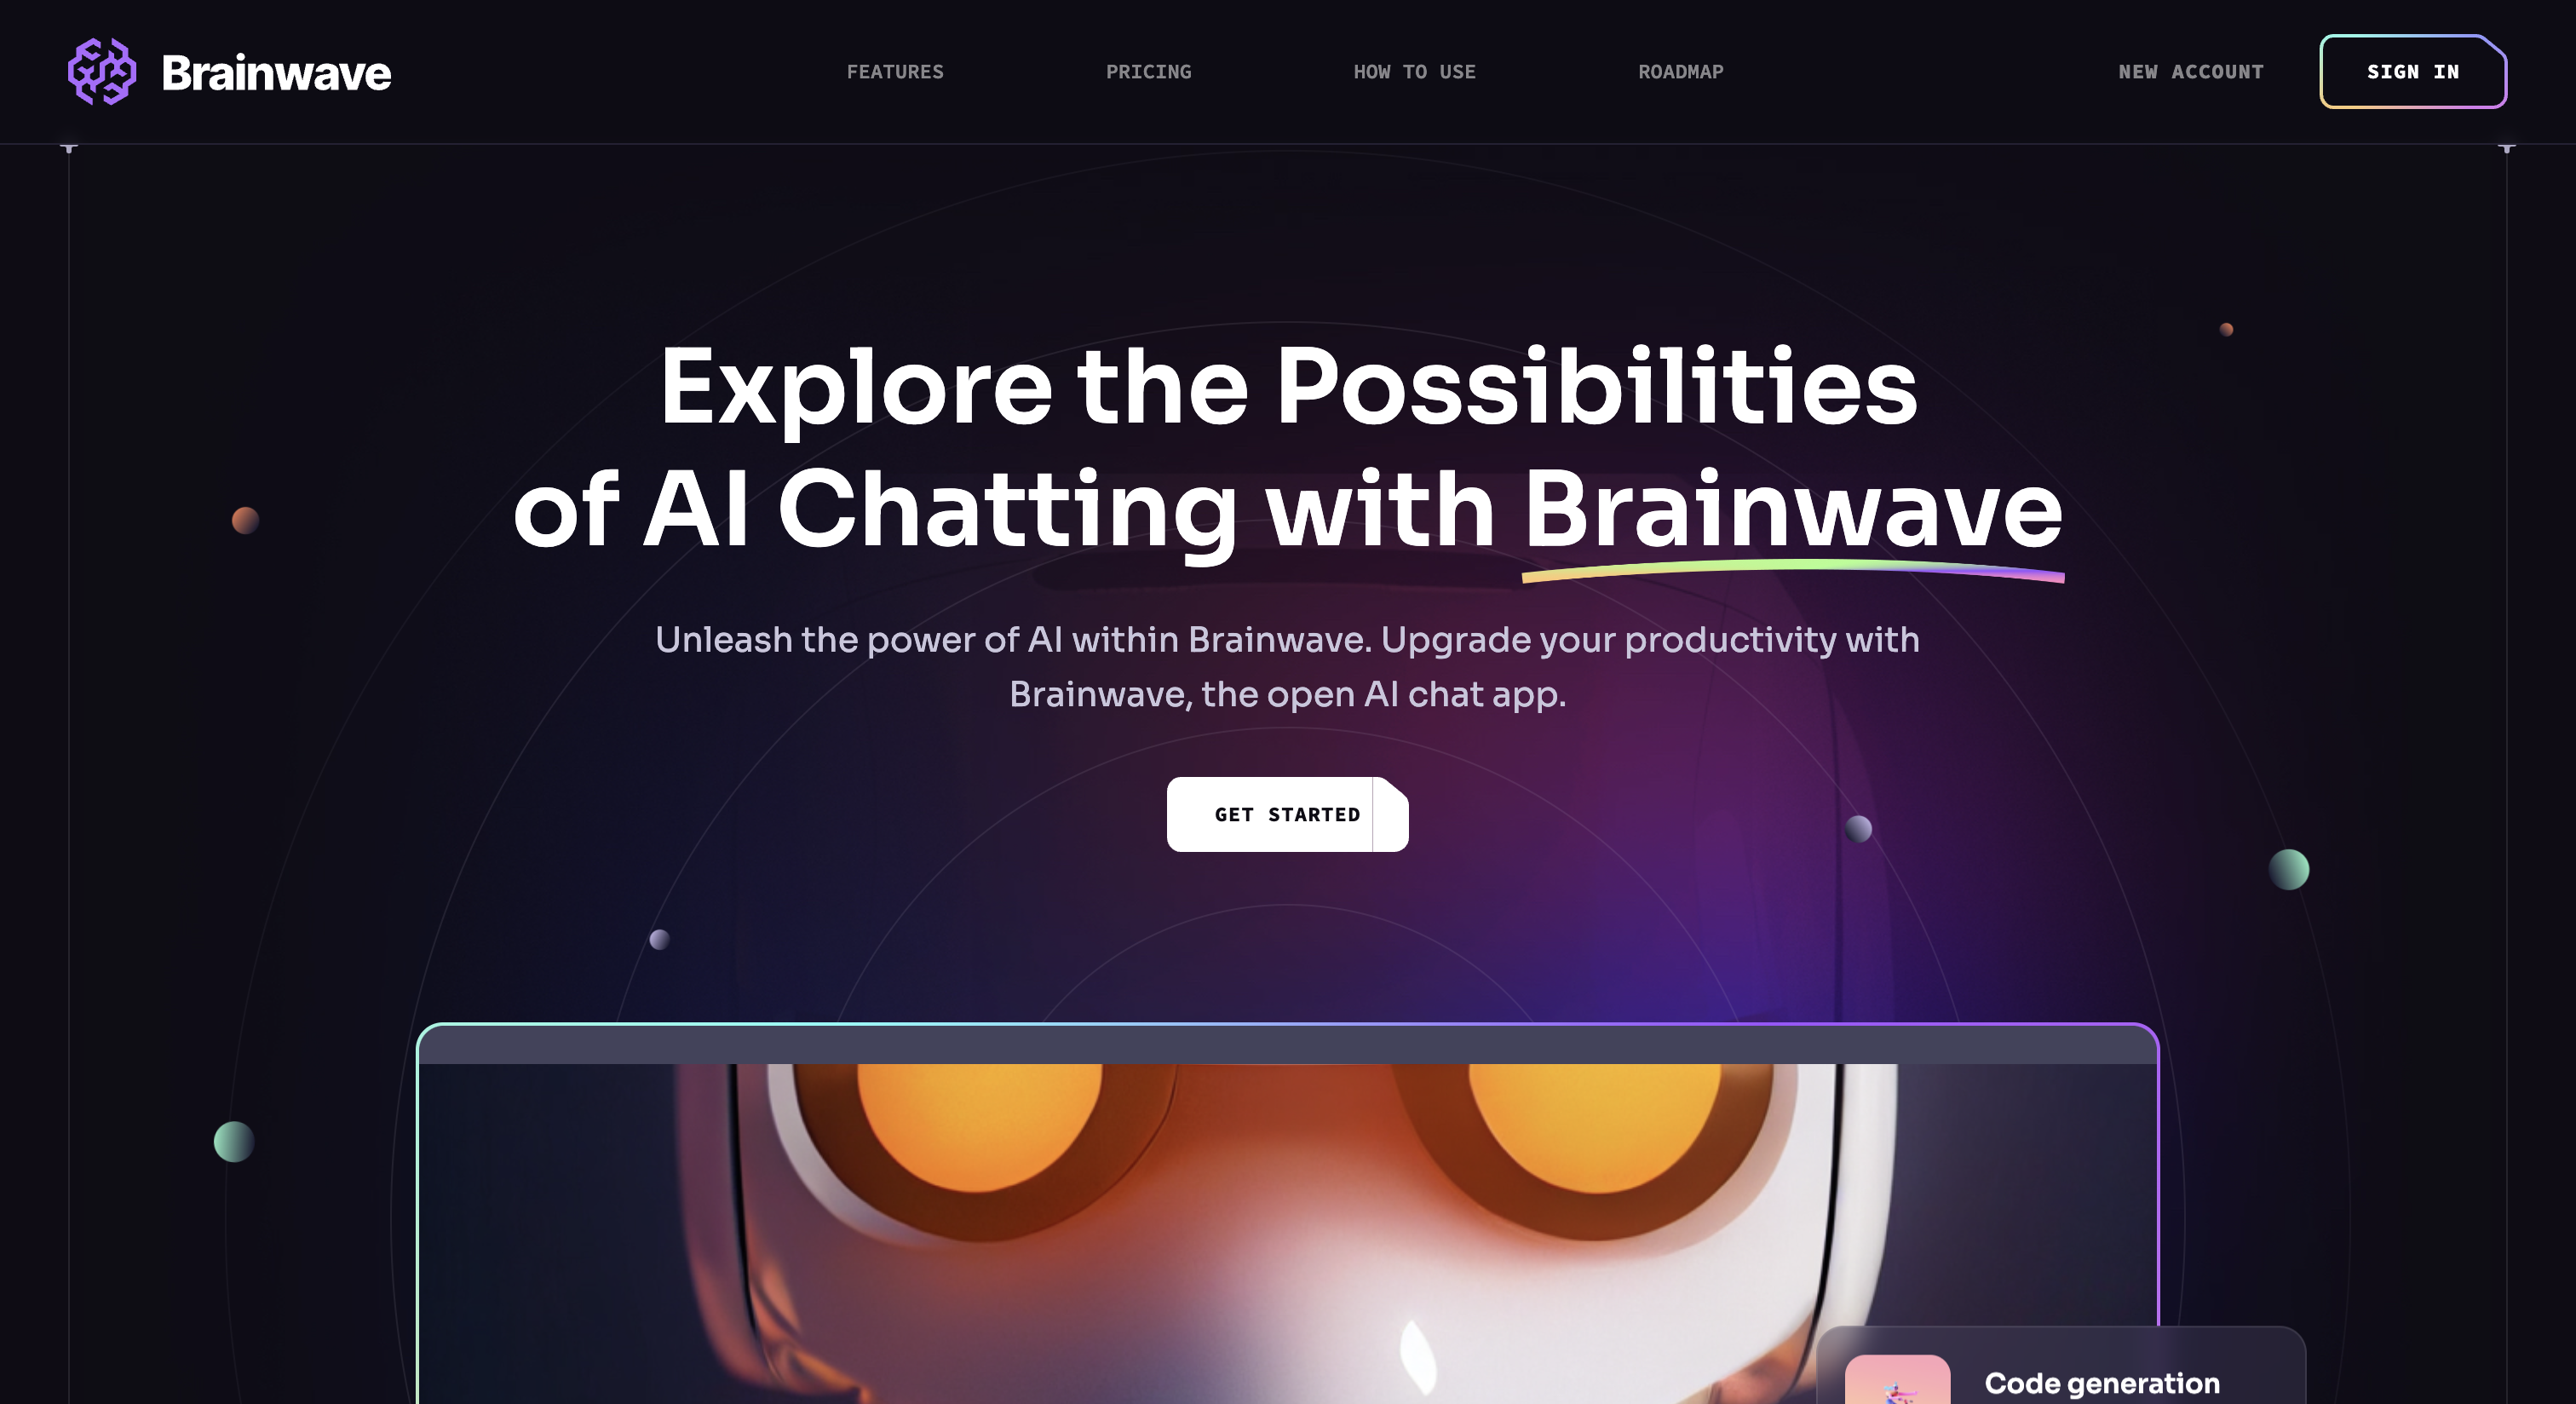 Brainwave
FEATURES
PRICING
HOW TO USE
ROADMAP
NEW ACCOUNT
SIGN IN
Explore the Possibilities
of AI Chatting with Brainwave
Unleash the power of AI within Brainwave. Upgrade your productivity with
Brainwave, the open AI chat app.
GET STARTED
Code generation